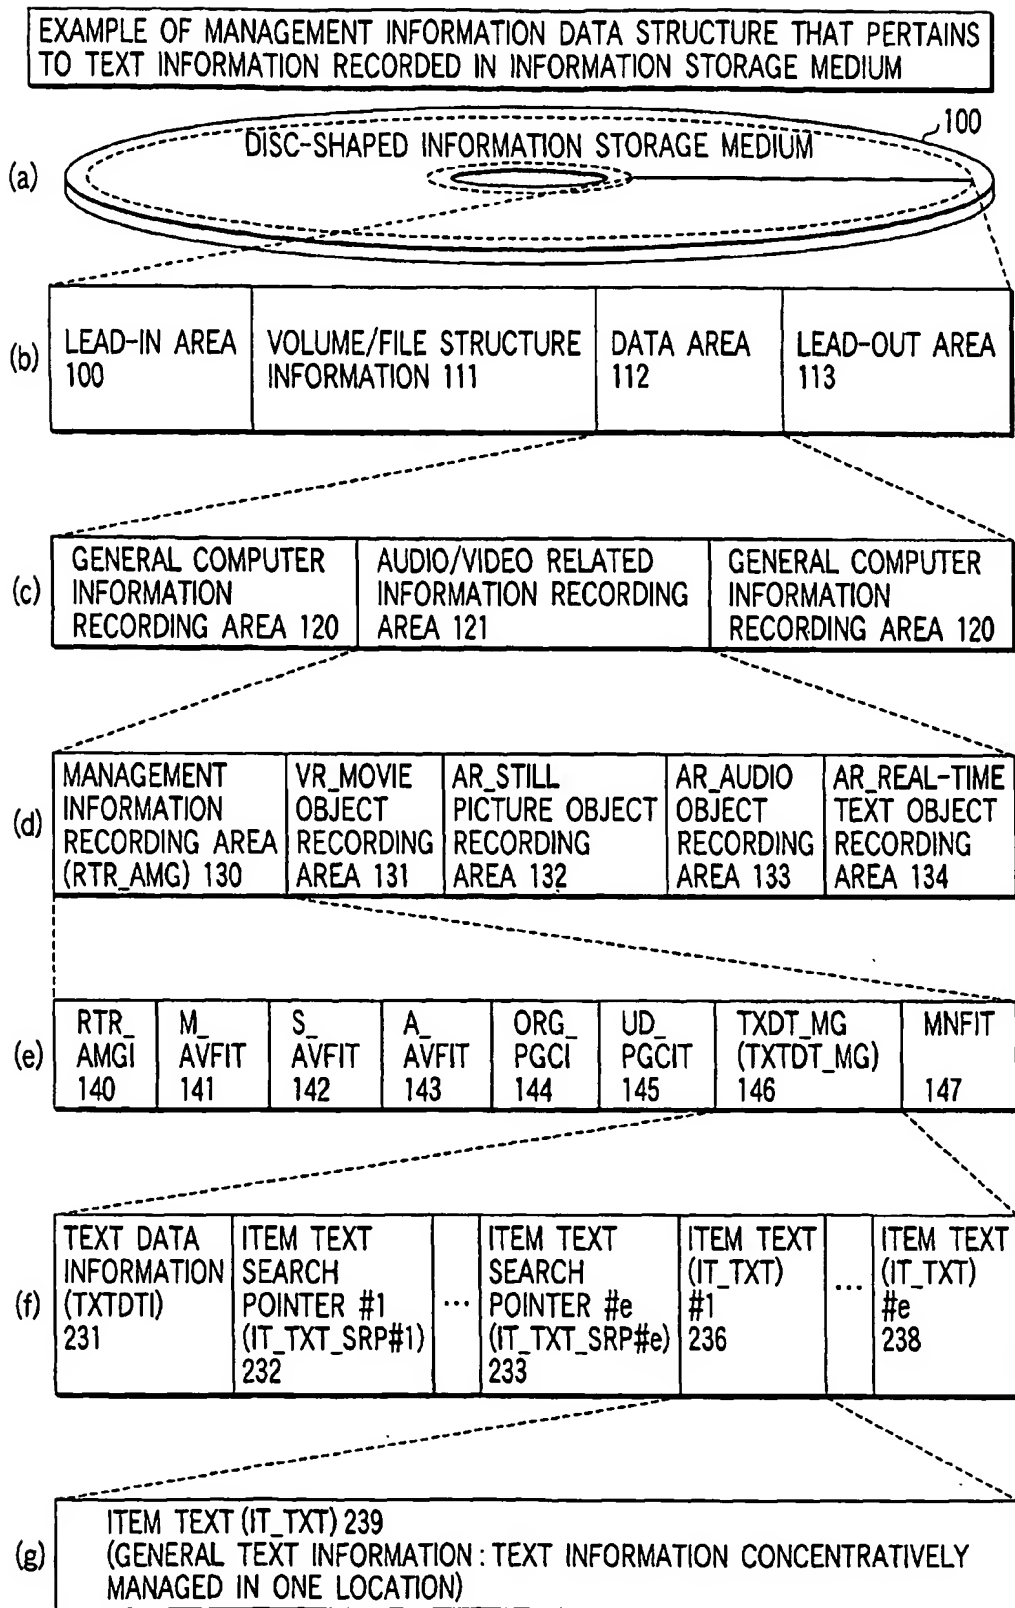 EXAMPLE OF MANAGEMENT INFORMATION DATA STRUCTURE THAT PERTAINS
TO TEXT INFORMATION RECORDED IN INFORMATION STORAGE MEDIUM
100
DISC-SHAPED INFORMATION STORAGE MEDIUM
(a)
(b)
LEAD-IN AREA
100
VOLUME/FILE STRUCTURE
INFORMATION 111
DATA AREA
112
LEAD-OUT AREA
113
(c)
GENERAL COMPUTER
INFORMATION
RECORDING AREA 120
AUDIO/VIDEO RELATED
INFORMATION RECORDING
AREA 121
GENERAL COMPUTER
INFORMATION
RECORDING AREA 120
(d)
MANAGEMENT
INFORMATION
RECORDING AREA
(RTR_AMG) 130
VR_MOVIE
OBJECT
RECORDING
AREA 131
AR_STILL
PICTURE OBJECT
RECORDING
AREA 132
AR_AUDIO
OBJECT
RECORDING
AREA 133
AR_REAL-TIME
TEXT OBJECT
RECORDING
AREA 134
(e)
RTR_
AMGI
140
M_
AVFIT
141
S_
AVFIT
142
A_
AVFIT
143
ORG_
PGCI
144
UD_
PGCIT
145
TXDT_MG
(TXTDT_MG)
146
MNFIT
147
(f)
TEXT DATA
INFORMATION
(TXTDTI)
231
ITEM TEXT
SEARCH
POINTER #1
(IT_TXT_SRP#1)
232
...
ITEM TEXT
SEARCH
POINTER #e
(IT_TXT_SRP#e)
233
ITEM TEXT
(IT_TXT)
#1
236
...
ITEM TEXT
(IT_TXT)
#e
238
(g)
ITEM TEXT (IT_TXT) 239
(GENERAL TEXT INFORMATION : TEXT INFORMATION CONCENTRATIVELY
MANAGED IN ONE LOCATION)